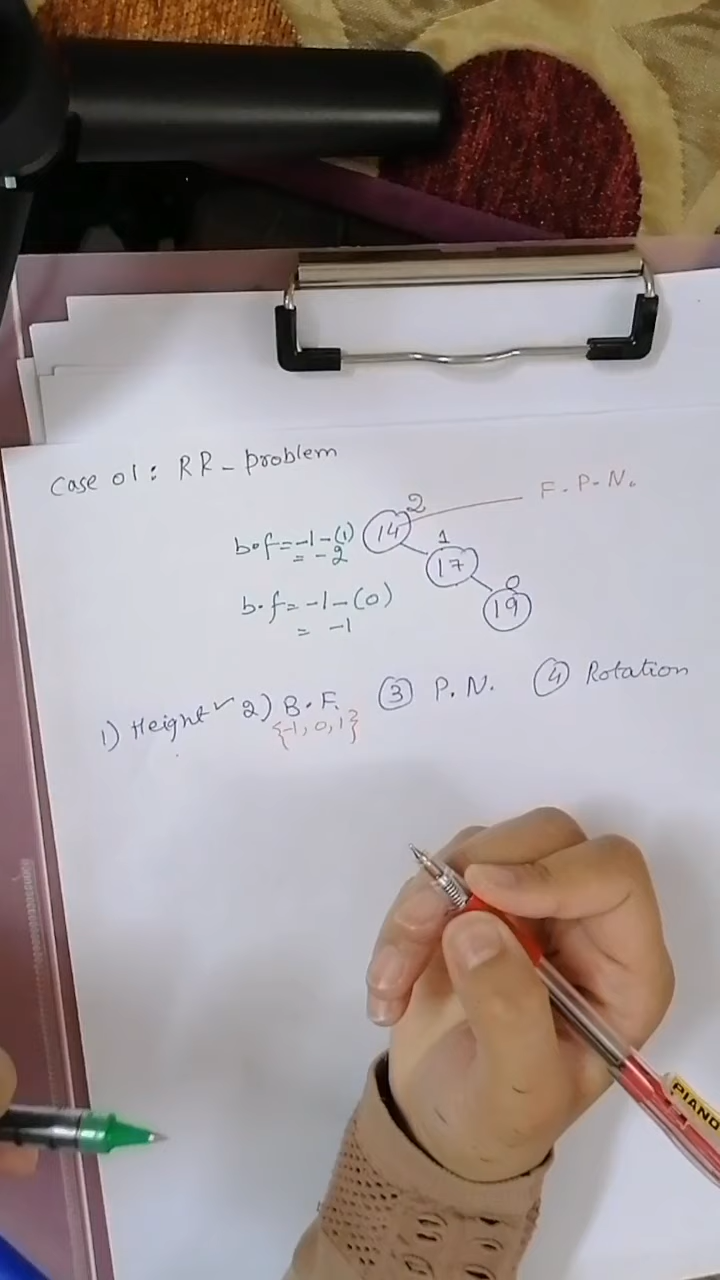 Case 01: RR-problem
2 F.P.N.
b.f=-1-(1) 14 1
= -2 17
b.f=-1-(0) 0
= -1 19
1) Height ✓ 2) B.F. ③ P.N. ④ Rotation
{-1,0,1}
PIANO